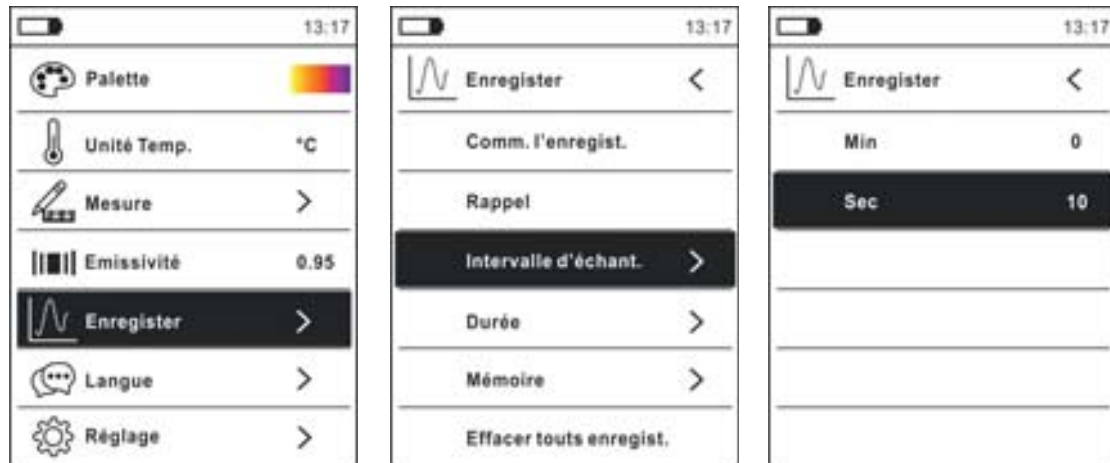 13:17
Palette
Unité Temp. °C
Mesure >
Emissivité 0.95
Enregister >
Langue >
Réglage >
13:17
Enregister <
Comm. l'enregist.
Rappel
Intervalle d'échant. >
Durée >
Mémoire >
Effacer touts enregist.
13:17
Enregister <
Min 0
Sec 10